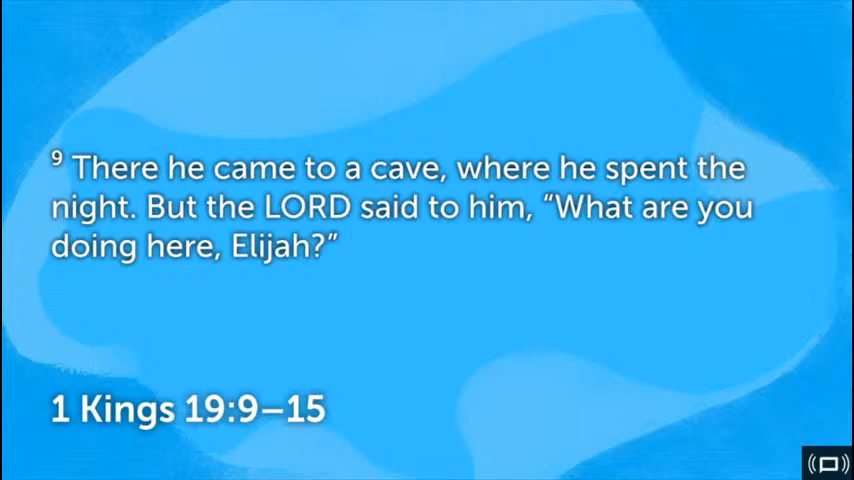 ⁹ There he came to a cave, where he spent the
night. But the LORD said to him, “What are you
doing here, Elijah?”
1 Kings 19:9–15